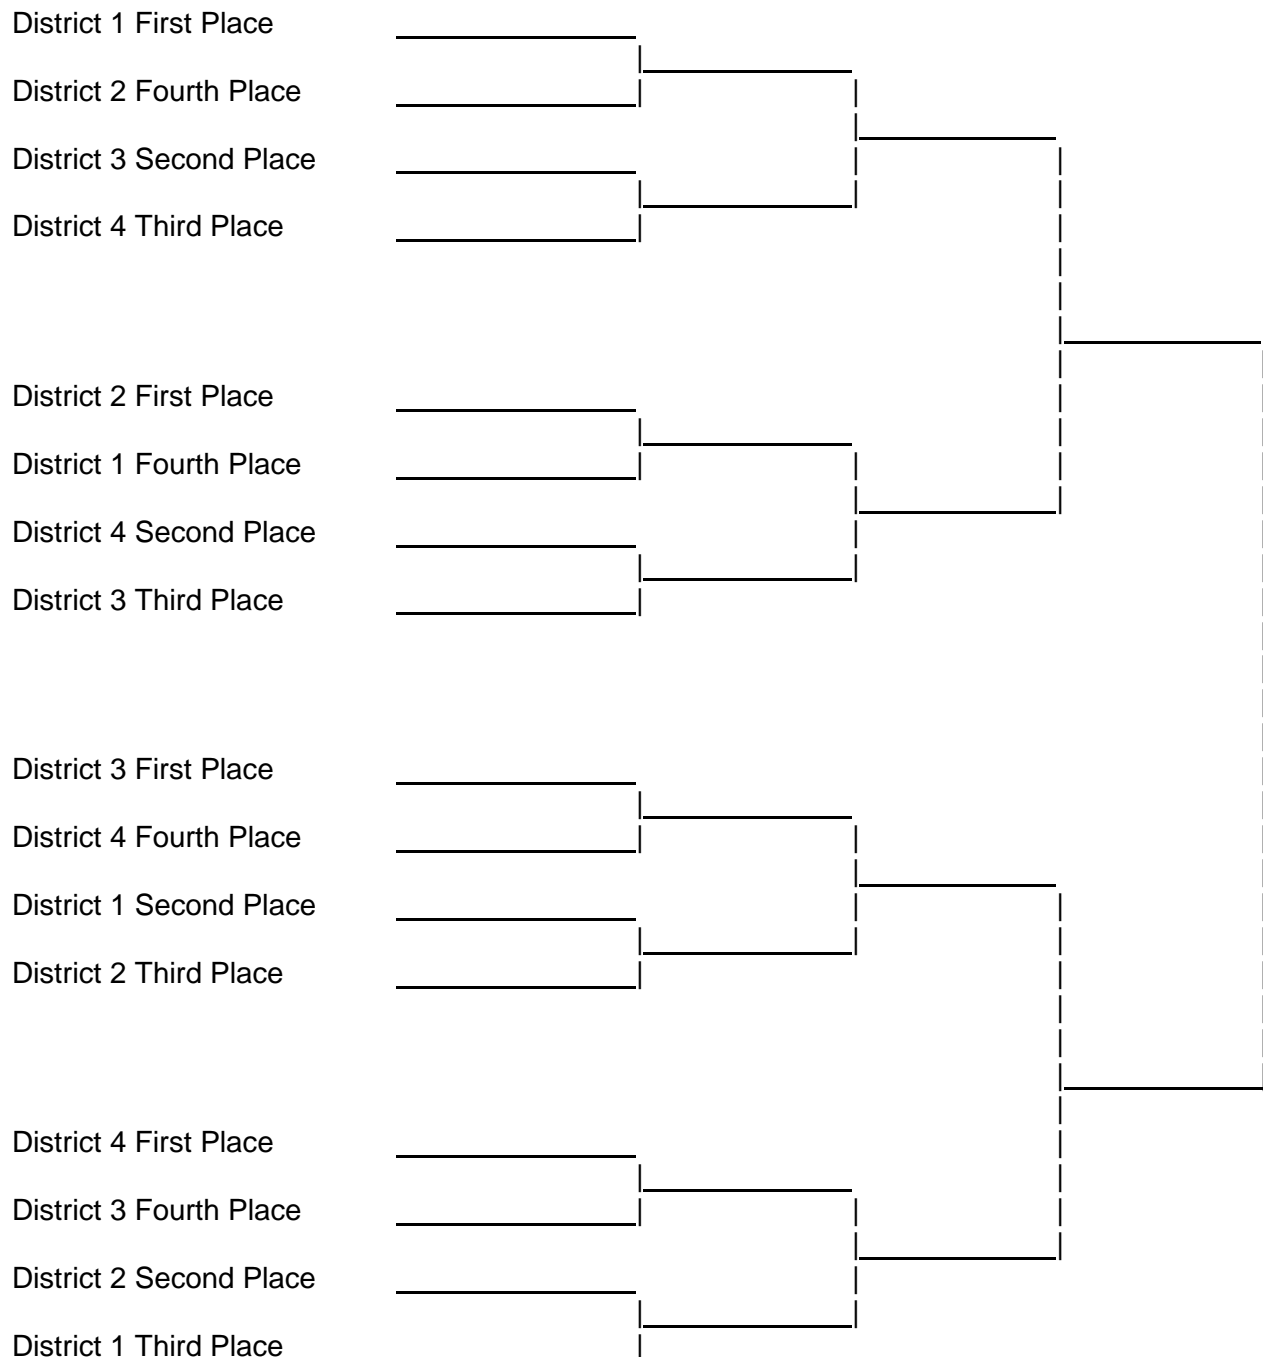 District 1 First Place
District 2 Fourth Place
District 3 Second Place
District 4 Third Place
District 2 First Place
District 1 Fourth Place
District 4 Second Place
District 3 Third Place
District 3 First Place
District 4 Fourth Place
District 1 Second Place
District 2 Third Place
District 4 First Place
District 3 Fourth Place
District 2 Second Place
District 1 Third Place